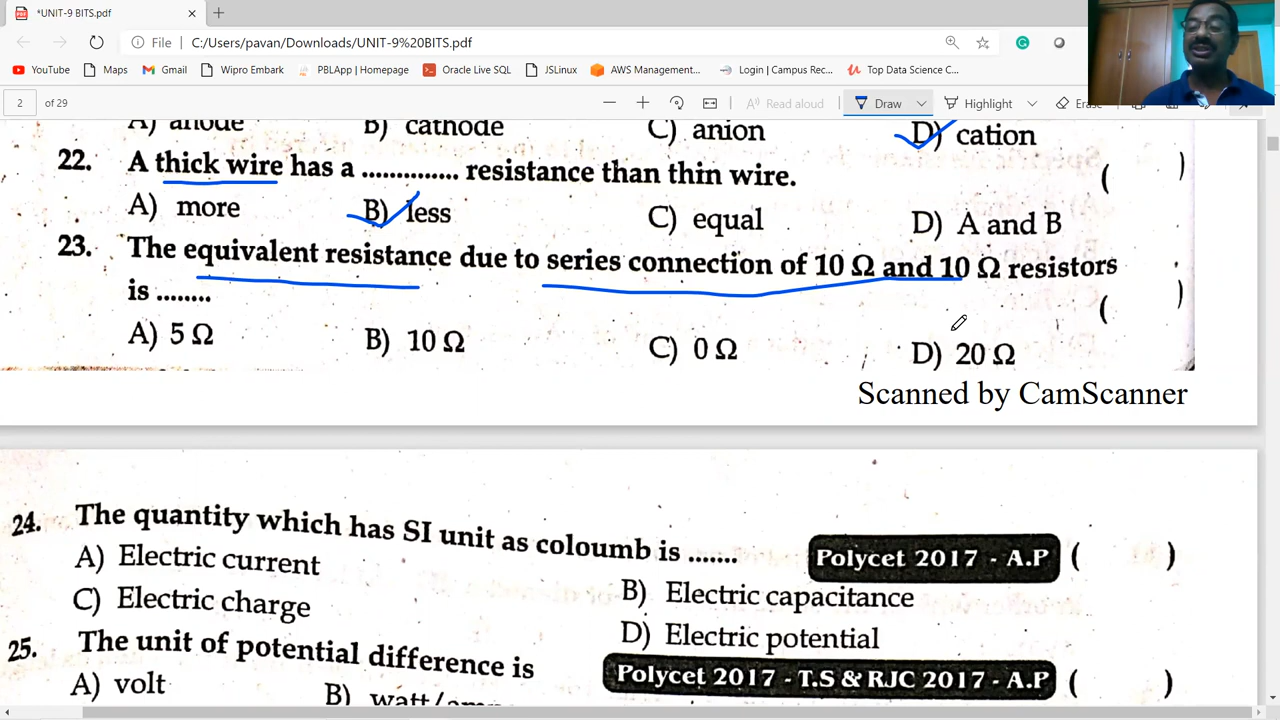 *UNIT-9 BITS.pdf
File C:/Users/pavan/Downloads/UNIT-9%20BITS.pdf
YouTube Maps Gmail Wipro Embark PBLApp | Homepage Oracle Live SQL JSLinux AWS Management... Login | Campus Rec... Top Data Science C...
2 of 29 Read aloud Draw Highlight
A) anode B) cathode C) anion D) cation
22. A thick wire has a .............. resistance than thin wire. ( )
A) more B) less C) equal D) A and B
23. The equivalent resistance due to series connection of 10 Ω and 10 Ω resistors
is ........ ( )
A) 5 Ω B) 10 Ω C) 0 Ω D) 20 Ω
Scanned by CamScanner
24. The quantity which has SI unit as coloumb is ....... Polycet 2017 - A.P ( )
A) Electric current B) Electric capacitance
C) Electric charge D) Electric potential
25. The unit of potential difference is Polycet 2017 - T.S & RJC 2017 - A.P ( )
A) volt B)